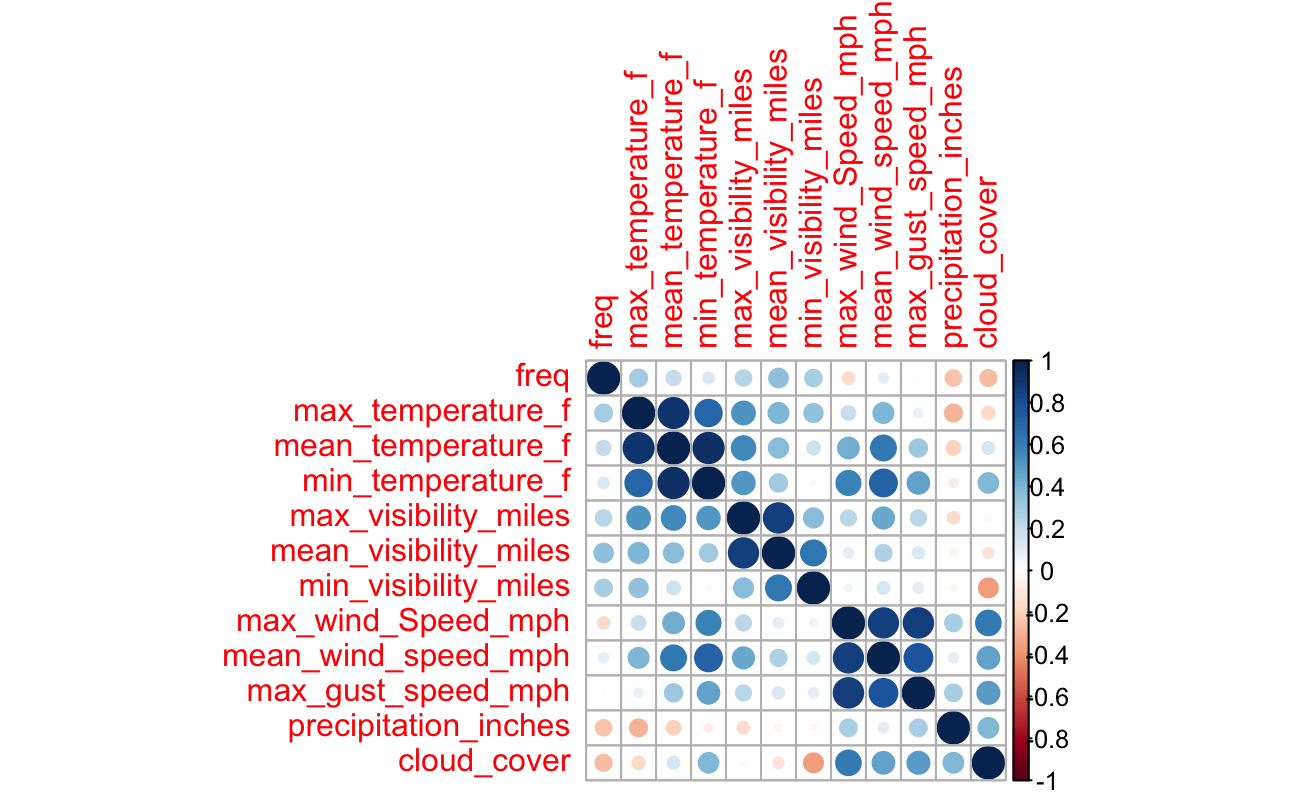 freq
max_temperature_f
mean_temperature_f
min_temperature_f
max_visibility_miles
mean_visibility_miles
min_visibility_miles
max_wind_Speed_mph
mean_wind_speed_mph
max_gust_speed_mph
precipitation_inches
cloud_cover
freq
max_temperature_f
mean_temperature_f
min_temperature_f
max_visibility_miles
mean_visibility_miles
min_visibility_miles
max_wind_Speed_mph
mean_wind_speed_mph
max_gust_speed_mph
precipitation_inches
cloud_cover
1
0.8
0.6
0.4
0.2
0
-0.2
-0.4
-0.6
-0.8
-1